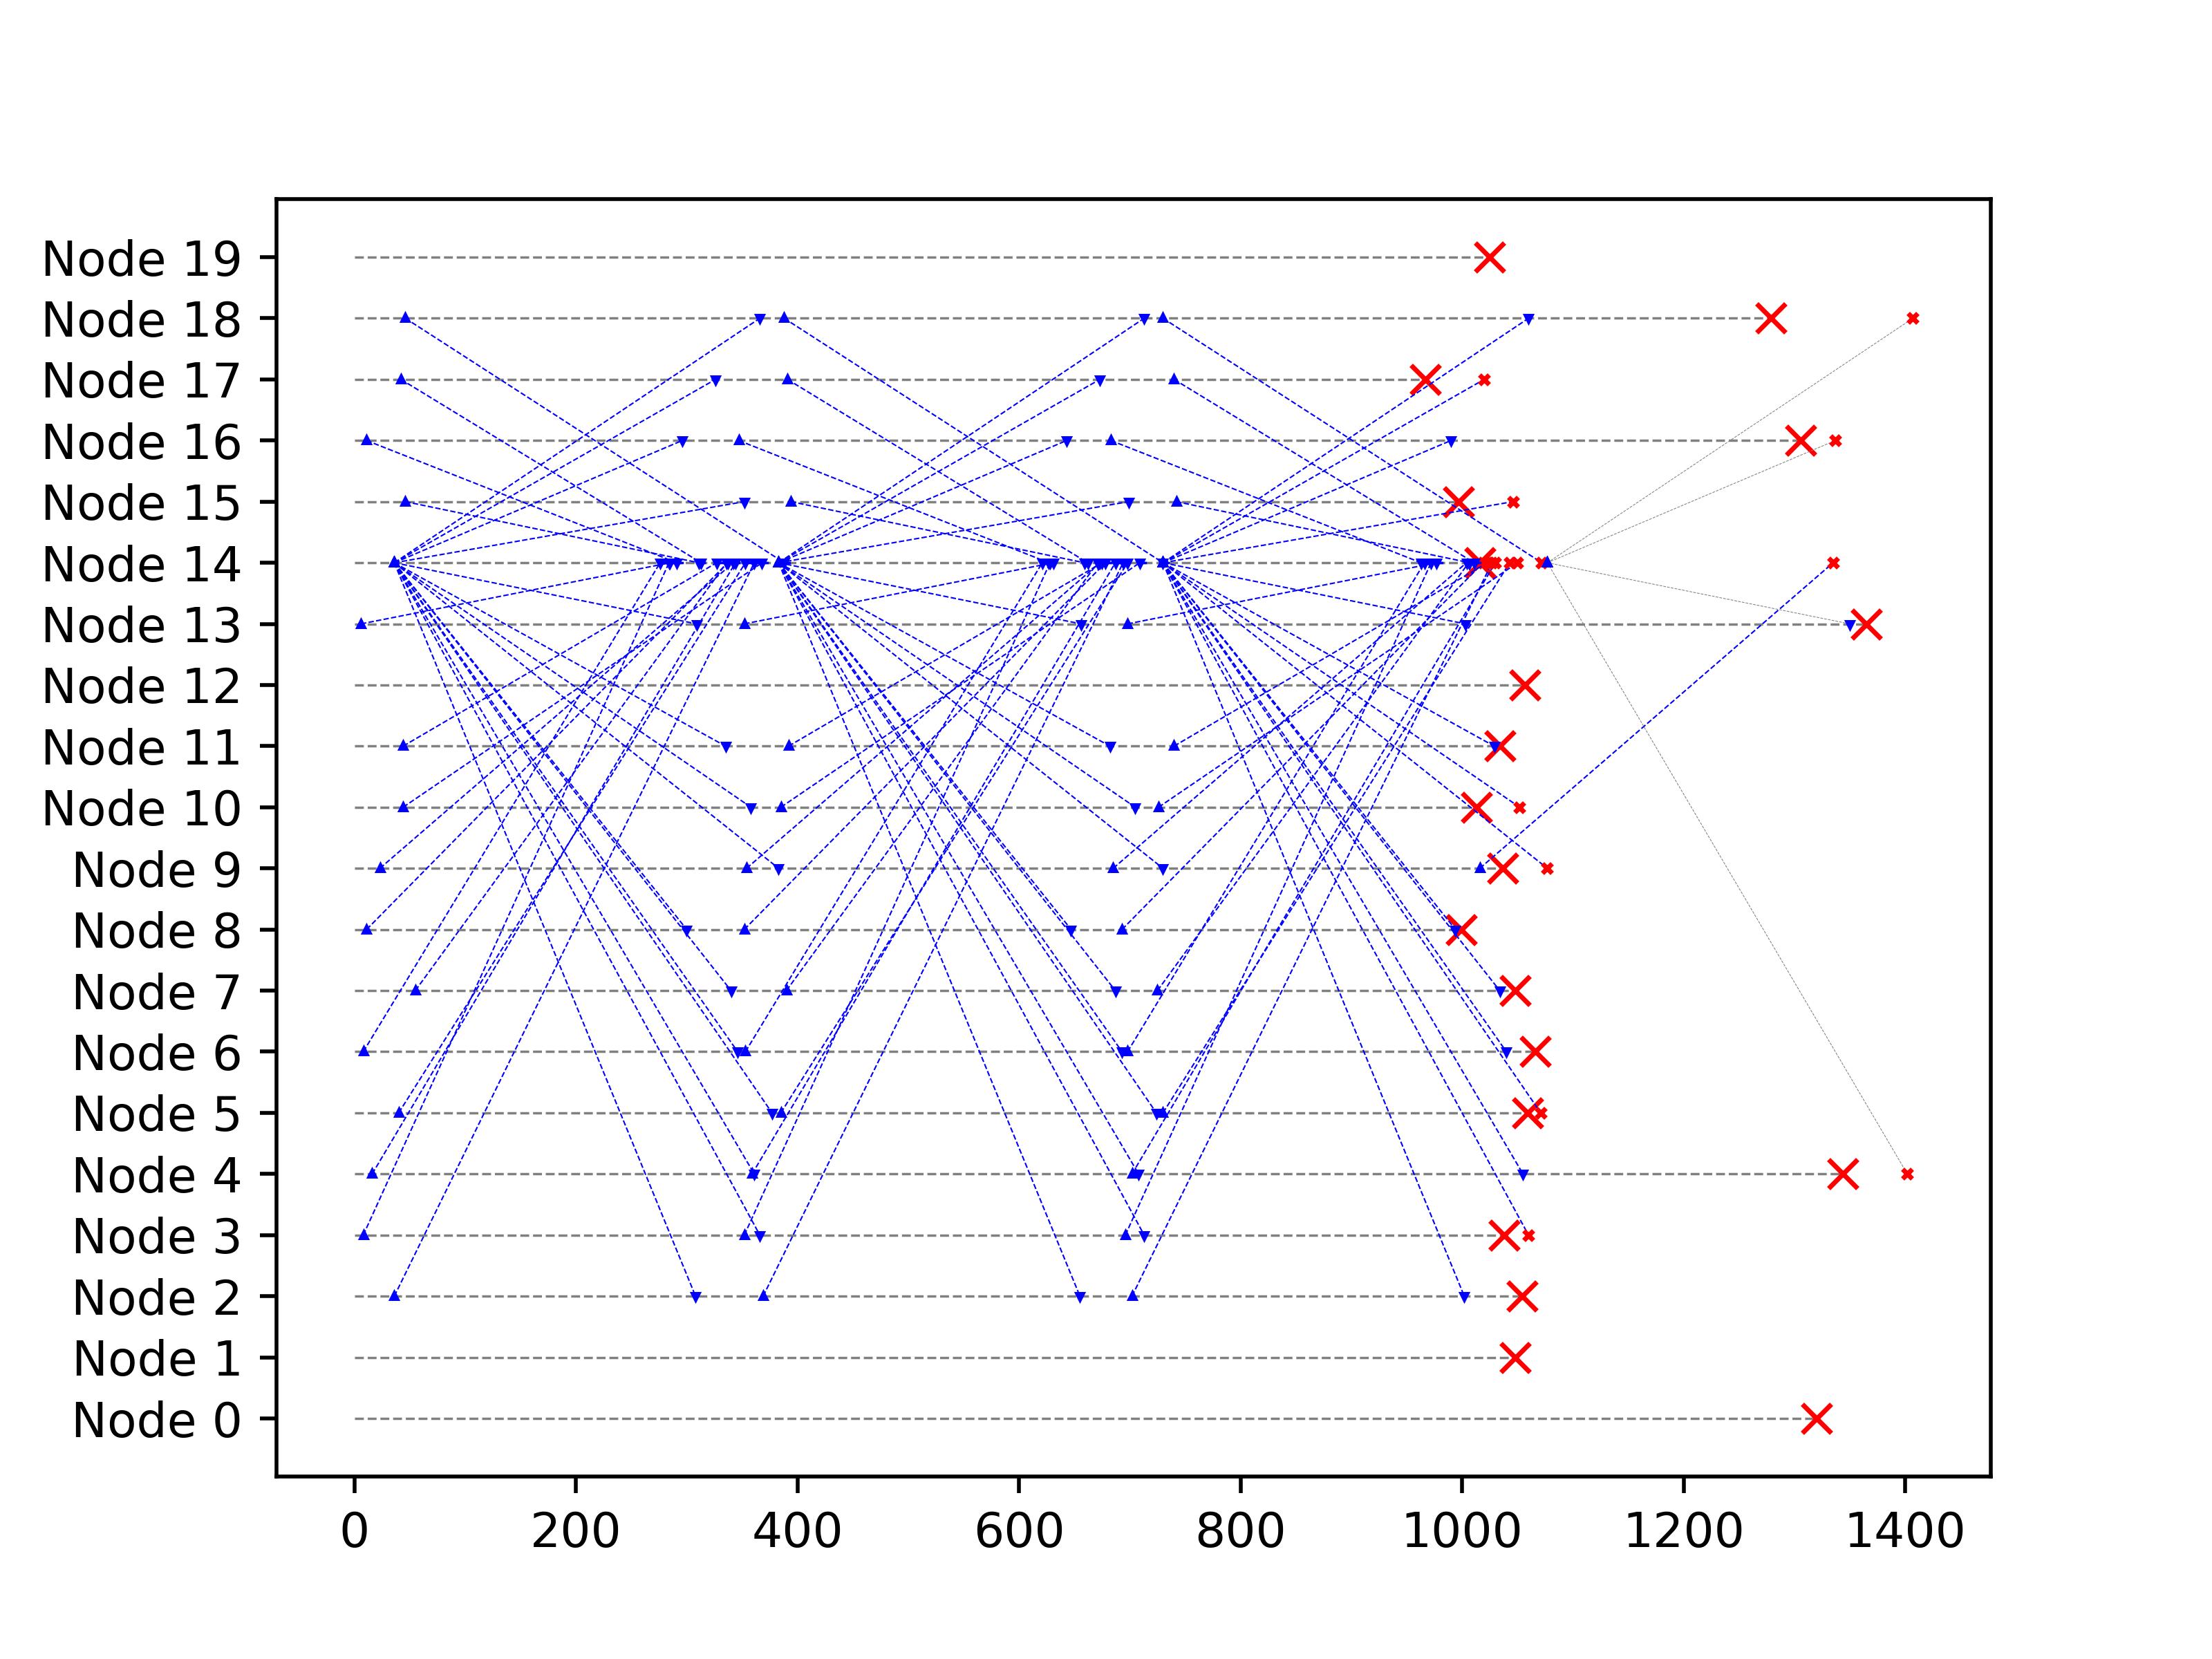 Node 19
Node 18
Node 17
Node 16
Node 15
Node 14
Node 13
Node 12
Node 11
Node 10
Node 9
Node 8
Node 7
Node 6
Node 5
Node 4
Node 3
Node 2
Node 1
Node 0
0 200 400 600 800 1000 1200 1400